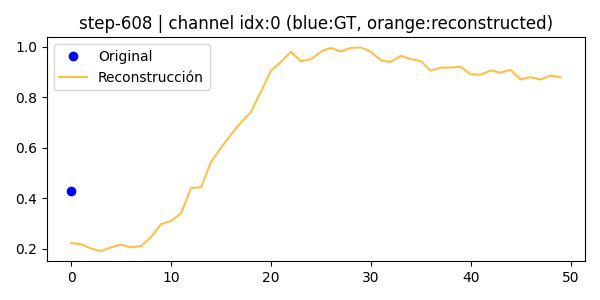 step-608 | channel idx:0 (blue:GT, orange:reconstructed)
Original
Reconstrucción
1.0
0.8
0.6
0.4
0.2
0 10 20 30 40 50